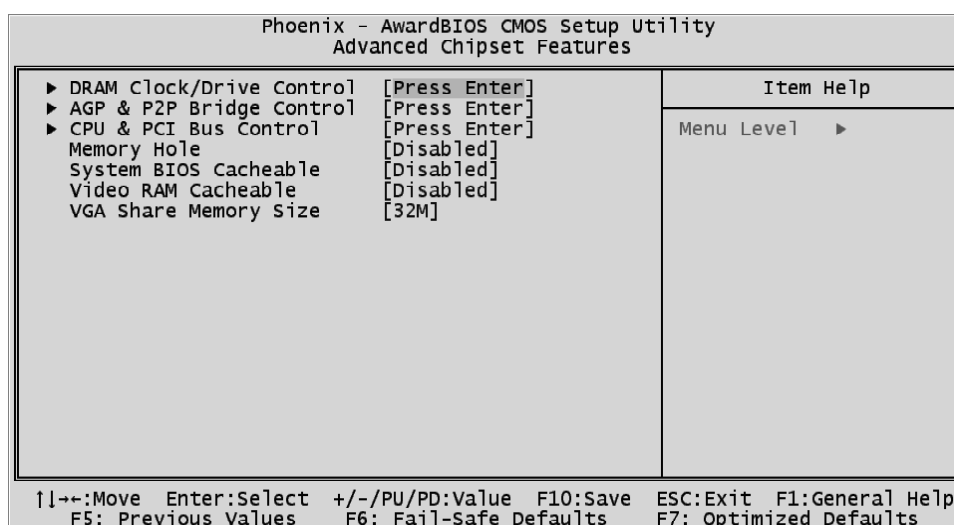 Phoenix - AwardBIOS CMOS Setup Utility
Advanced Chipset Features
▶ DRAM Clock/Drive Control [Press Enter]
▶ AGP & P2P Bridge Control [Press Enter]
▶ CPU & PCI Bus Control [Press Enter]
Memory Hole [Disabled]
System BIOS Cacheable [Disabled]
Video RAM Cacheable [Disabled]
VGA Share Memory Size [32M]
Item Help
Menu Level ▶
↑↓→←:Move Enter:Select +/-/PU/PD:Value F10:Save ESC:Exit F1:General Help
F5: Previous Values F6: Fail-Safe Defaults F7: Optimized Defaults